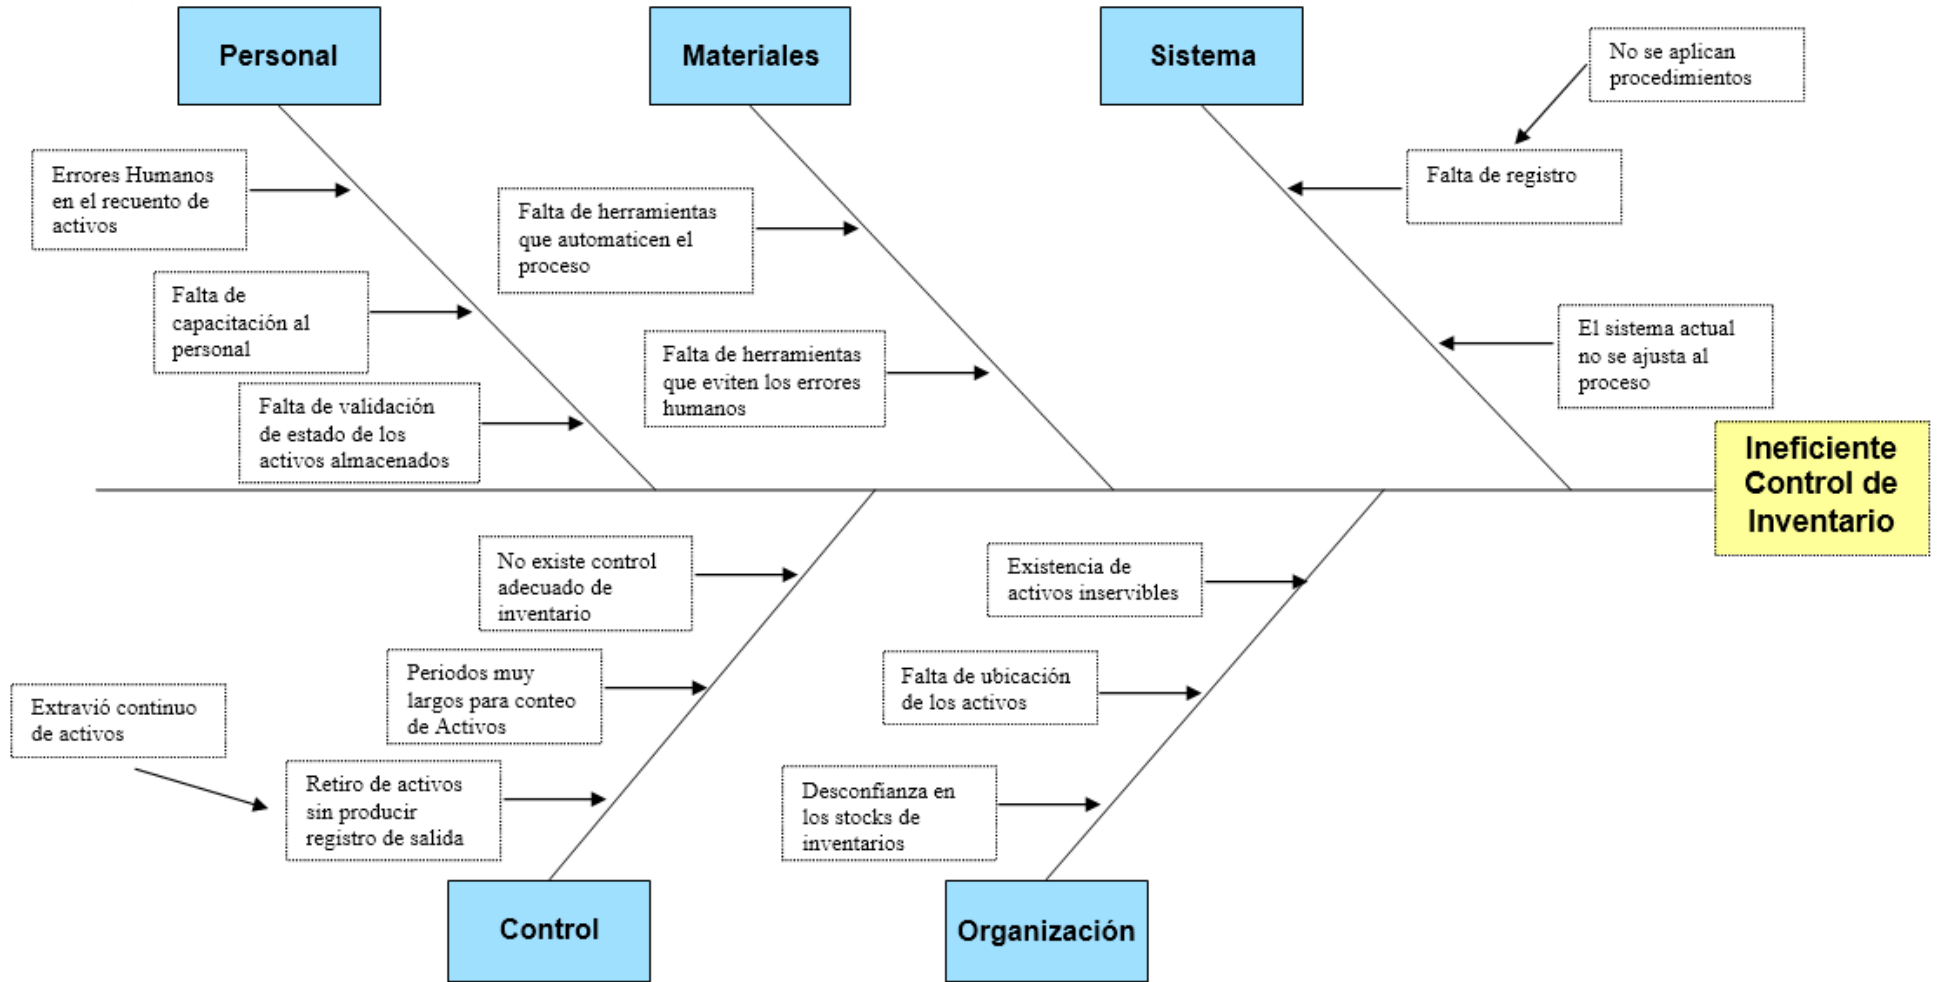 Personal
Materiales
Sistema
No se aplican
procedimientos
Errores Humanos
en el recuento de
activos
Falta de herramientas
que automaticen el
proceso
Falta de registro
Falta de
capacitación al
personal
Falta de herramientas
que eviten los errores
humanos
El sistema actual
no se ajusta al
proceso
Falta de validación
de estado de los
activos almacenados
Ineficiente
Control de
Inventario
No existe control
adecuado de
inventario
Existencia de
activos inservibles
Periodos muy
largos para conteo
de Activos
Falta de ubicación
de los activos
Extravió continuo
de activos
Retiro de activos
sin producir
registro de salida
Desconfianza en
los stocks de
inventarios
Control
Organización